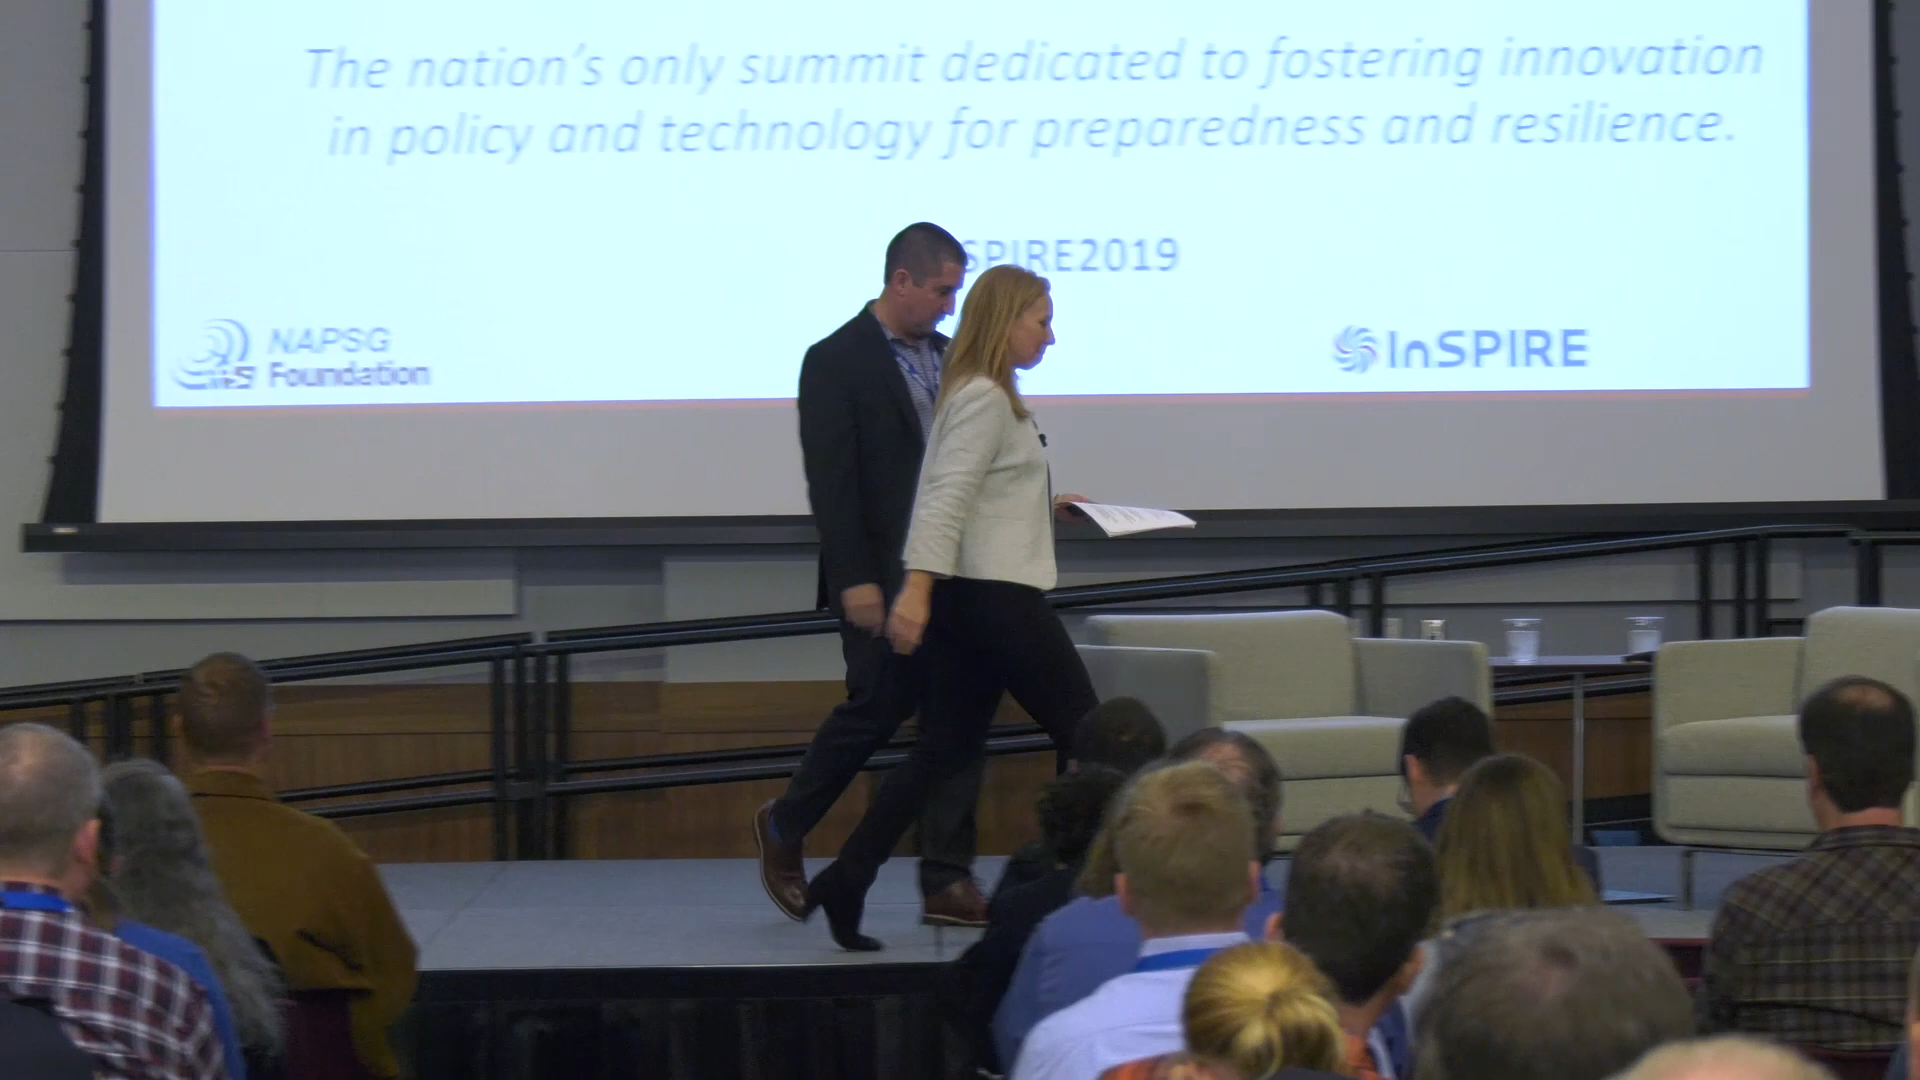 The nation's only summit dedicated to fostering innovation
in policy and technology for preparedness and resilience.
SPIRE2019
NAPSG
Foundation
InSPIRE